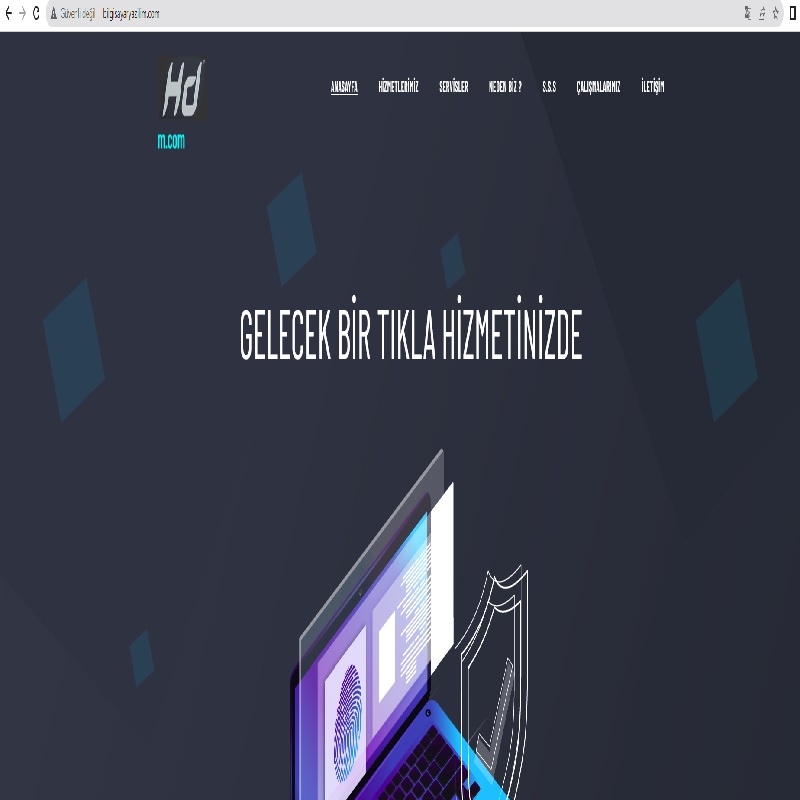 Güvenli değil bilgisayaryazilim.com
Hd
m.com
ANASAYFA HİZMETLERİMİZ SERVİSLER NEDEN BİZ ? S.S.S ÇALIŞMALARIMIZ İLETİŞİM
GELECEK BİR TIKLA HİZMETİNİZDE